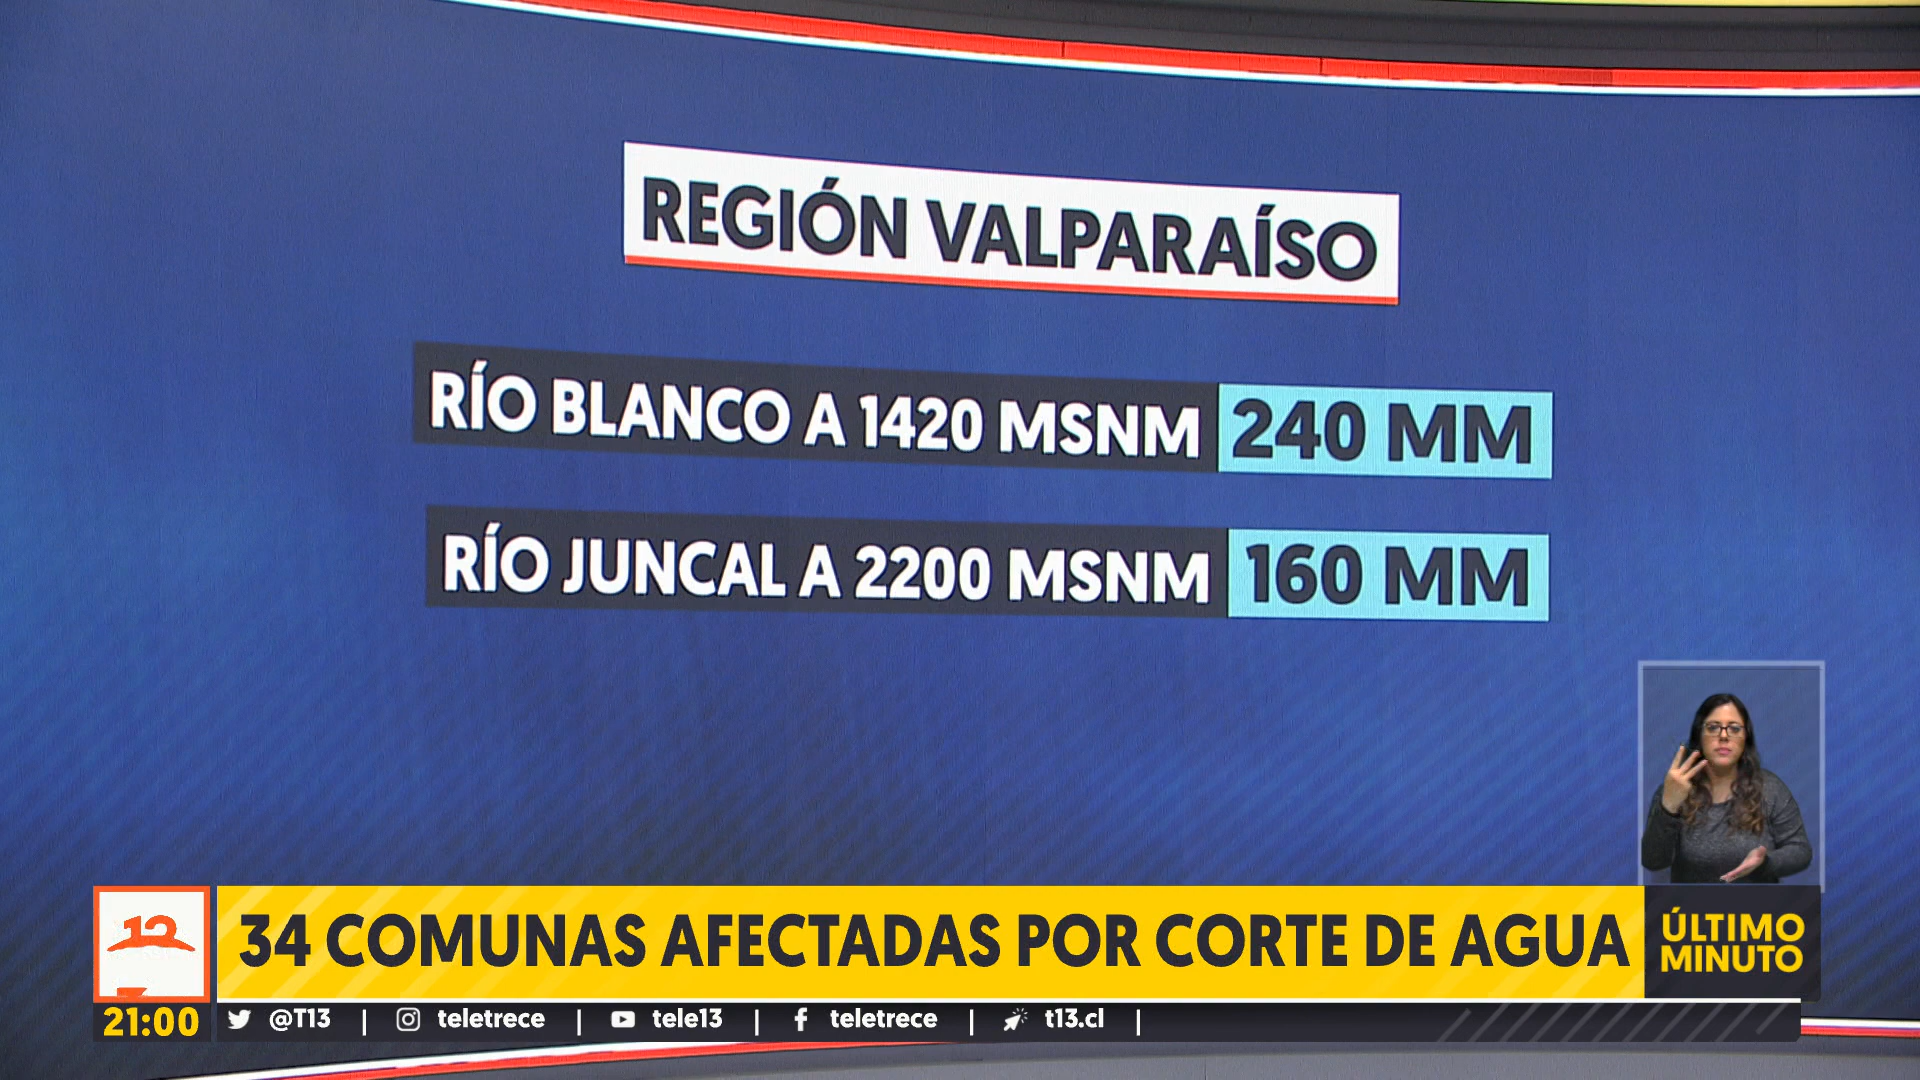 REGIÓN VALPARAÍSO
RÍO BLANCO A 1420 MSNM 240 MM
RÍO JUNCAL A 2200 MSNM 160 MM
34 COMUNAS AFECTADAS POR CORTE DE AGUA
ÚLTIMO
MINUTO
21:00 @T13 | teletrece | tele13 | teletrece | t13.cl |